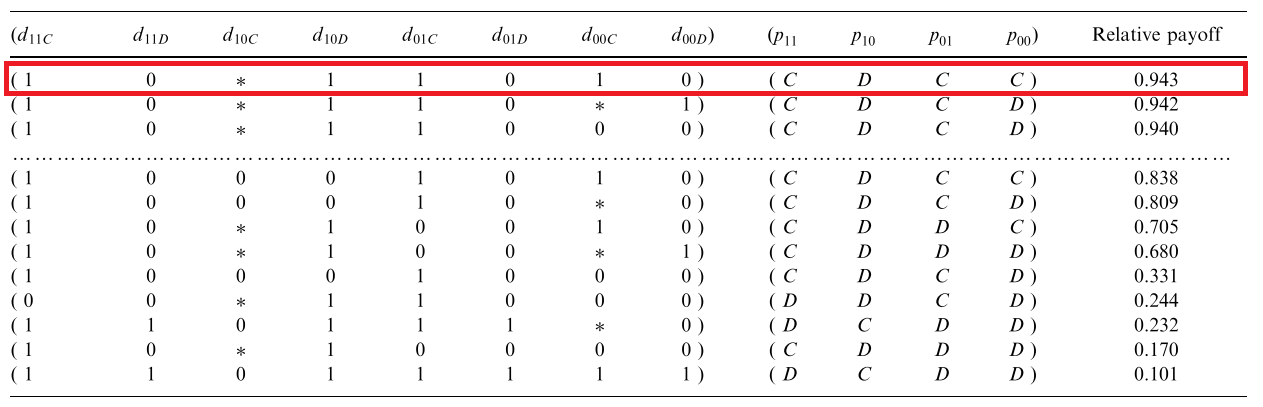 (d11C d11D d10C d10D d01C d01D d00C d00D) (p11 p10 p01 p00) Relative payoff
( 1 0 * 1 1 0 1 0 ) ( C D C C ) 0.943
( 1 0 * 1 1 0 * 1 ) ( C D C D ) 0.942
( 1 0 * 1 1 0 0 0 ) ( C D C D ) 0.940
………………………………………………………………………………………………
( 1 0 0 0 1 0 1 0 ) ( C D C C ) 0.838
( 1 0 0 0 1 0 * 0 ) ( C D C D ) 0.809
( 1 0 * 1 0 0 1 0 ) ( C D D C ) 0.705
( 1 0 * 1 0 0 * 1 ) ( C D D D ) 0.680
( 1 0 0 0 1 0 0 0 ) ( C D C D ) 0.331
( 0 0 * 1 1 0 0 0 ) ( D D C D ) 0.244
( 1 1 0 1 1 1 * 0 ) ( D C D D ) 0.232
( 1 0 * 1 0 0 0 0 ) ( C D D D ) 0.170
( 1 1 0 1 1 1 1 1 ) ( D C D D ) 0.101